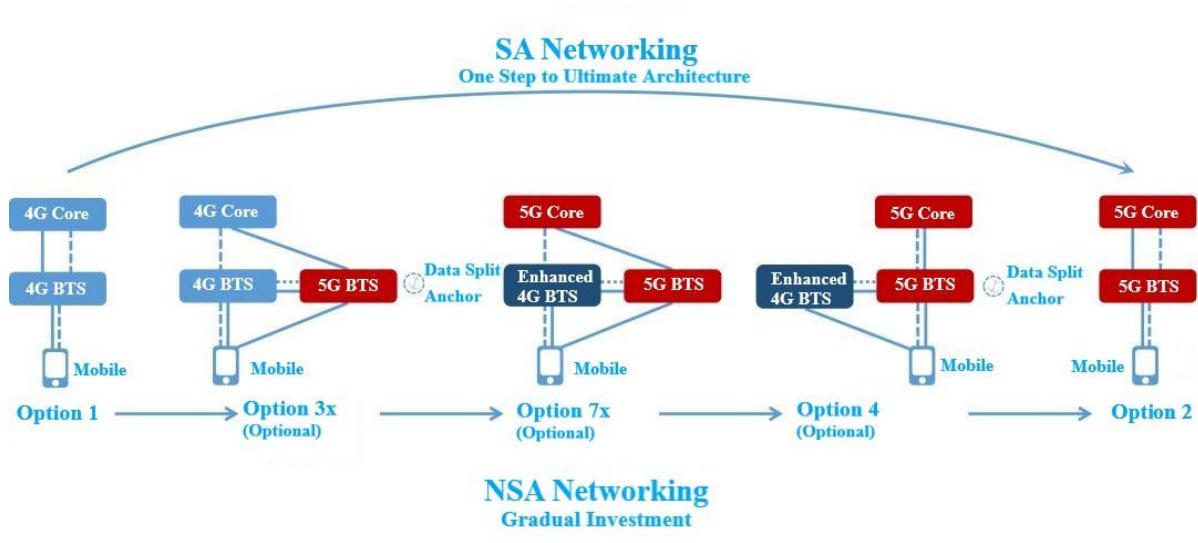 SA Networking
One Step to Ultimate Architecture
4G Core
4G Core
5G Core
5G Core
5G Core
4G BTS
4G BTS
5G BTS
Data Split
Anchor
Enhanced
4G BTS
5G BTS
Enhanced
4G BTS
5G BTS
Data Split
Anchor
5G BTS
Mobile
Mobile
Mobile
Mobile
Mobile
Option 1
Option 3x
(Optional)
Option 7x
(Optional)
Option 4
(Optional)
Option 2
NSA Networking
Gradual Investment